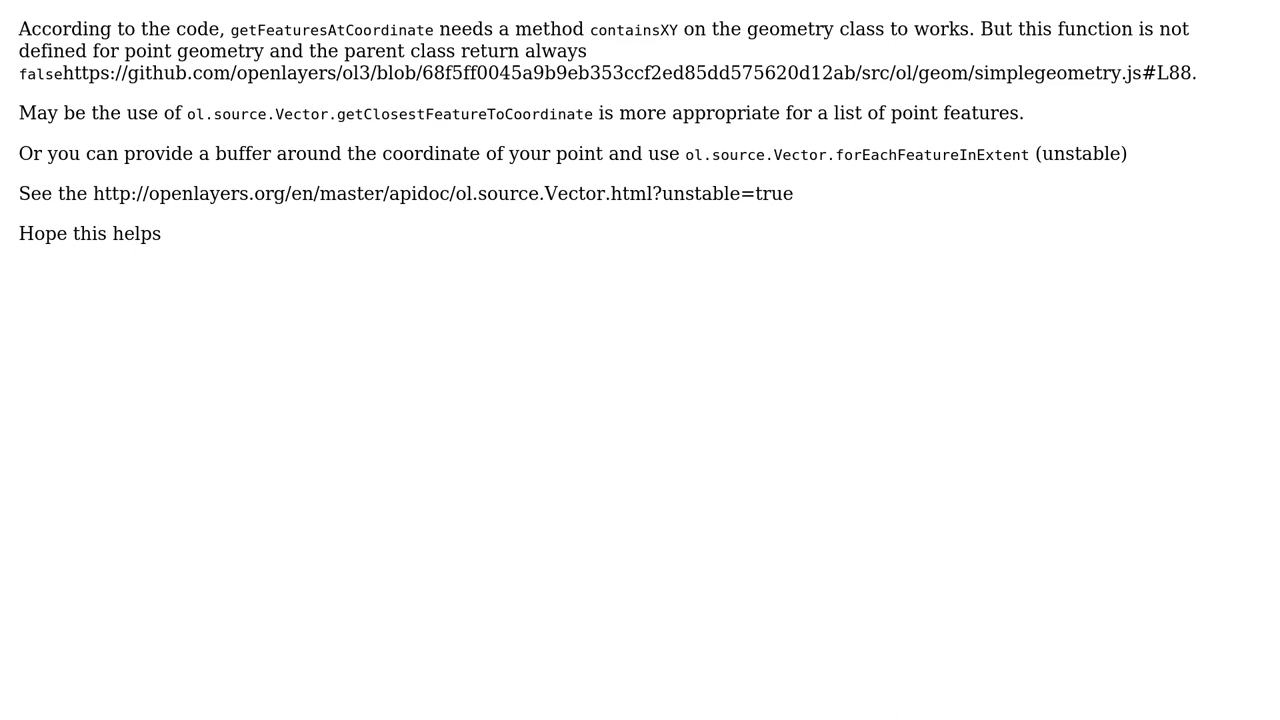 According to the code, getFeaturesAtCoordinate needs a method containsXY on the geometry class to works. But this function is not
defined for point geometry and the parent class return always
falsehttps://github.com/openlayers/ol3/blob/68f5ff0045a9b9eb353ccf2ed85dd575620d12ab/src/ol/geom/simplegeometry.js#L88.
May be the use of ol.source.Vector.getClosestFeatureToCoordinate is more appropriate for a list of point features.
Or you can provide a buffer around the coordinate of your point and use ol.source.Vector.forEachFeatureInExtent (unstable)
See the http://openlayers.org/en/master/apidoc/ol.source.Vector.html?unstable=true
Hope this helps